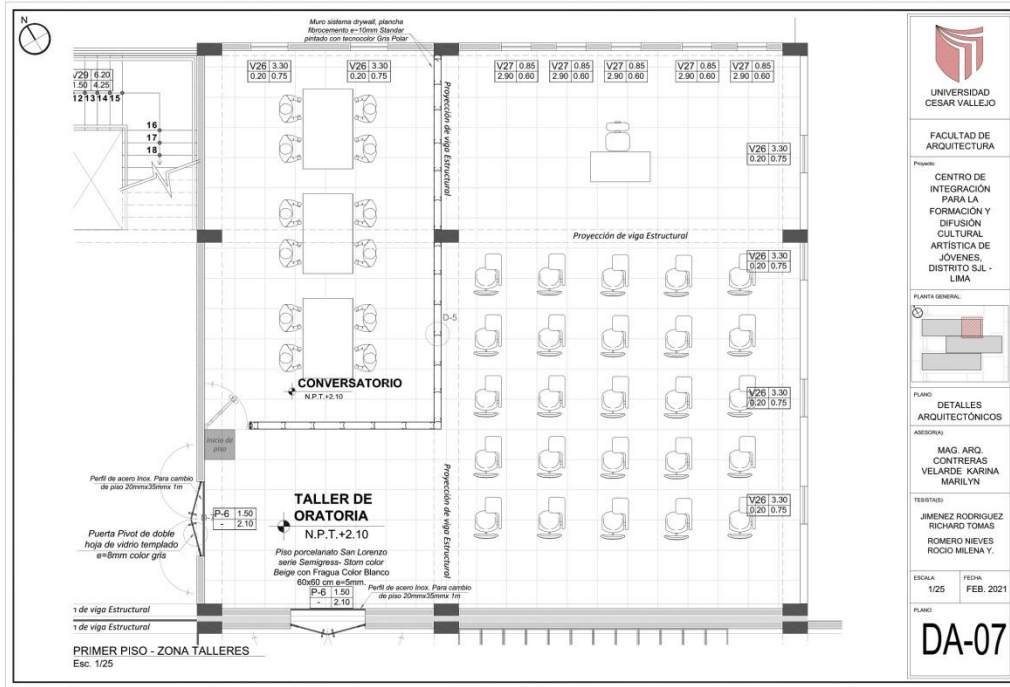 N
Muro sistema drywall, plancha
fibrocemento e=10mm Standar
pintado con tecnocolor Gris Polar
V29 6.20
1.50 4.25
12 13 14 15
16
17
18
V26 3.30
0.20 0.75
V26 3.30
0.20 0.75
V27 0.85
2.90 0.60
V27 0.85
2.90 0.60
V27 0.85
2.90 0.60
V27 0.85
2.90 0.60
V27 0.85
2.90 0.60
Proyección de viga Estructural
V26 3.30
0.20 0.75
Proyección de viga Estructural
V26 3.30
0.20 0.75
D-5
CONVERSATORIO
N.P.T.+2.10
V26 3.30
0.20 0.75
Inicio de
piso
Perfil de acero Inox. Para cambio
de piso 20mmx35mmx 1m
Proyección de viga Estructural
V26 3.30
0.20 0.75
P-6 1.50
- 2.10
TALLER DE
ORATORIA
N.P.T.+2.10
Puerta Pivot de doble
hoja de vidrio templado
e=8mm color gris
Piso porcelanato San Lorenzo
serie Semigress- Storn color
Beige con Fragua Color Blanco
60x60 cm e=5mm.
P-6 1.50
- 2.10
Perfil de acero Inox. Para cambio
de piso 20mmx35mmx 1m
n de viga Estructural
n de viga Estructural
PRIMER PISO - ZONA TALLERES
Esc. 1/25
UNIVERSIDAD
CESAR VALLEJO
FACULTAD DE
ARQUITECTURA
Proyecto:
CENTRO DE
INTEGRACIÓN
PARA LA
FORMACIÓN Y
DIFUSIÓN
CULTURAL
ARTÍSTICA DE
JÓVENES,
DISTRITO SJL -
LIMA
PLANTA GENERAL:
PLANO:
DETALLES
ARQUITECTÓNICOS
ASESOR(A):
MAG. ARQ.
CONTRERAS
VELARDE KARINA
MARILYN
TESISTA(S):
JIMENEZ RODRIGUEZ
RICHARD TOMAS
ROMERO NIEVES
ROCIO MILENA Y.
ESCALA:
1/25
FECHA:
FEB. 2021
PLANO:
DA-07